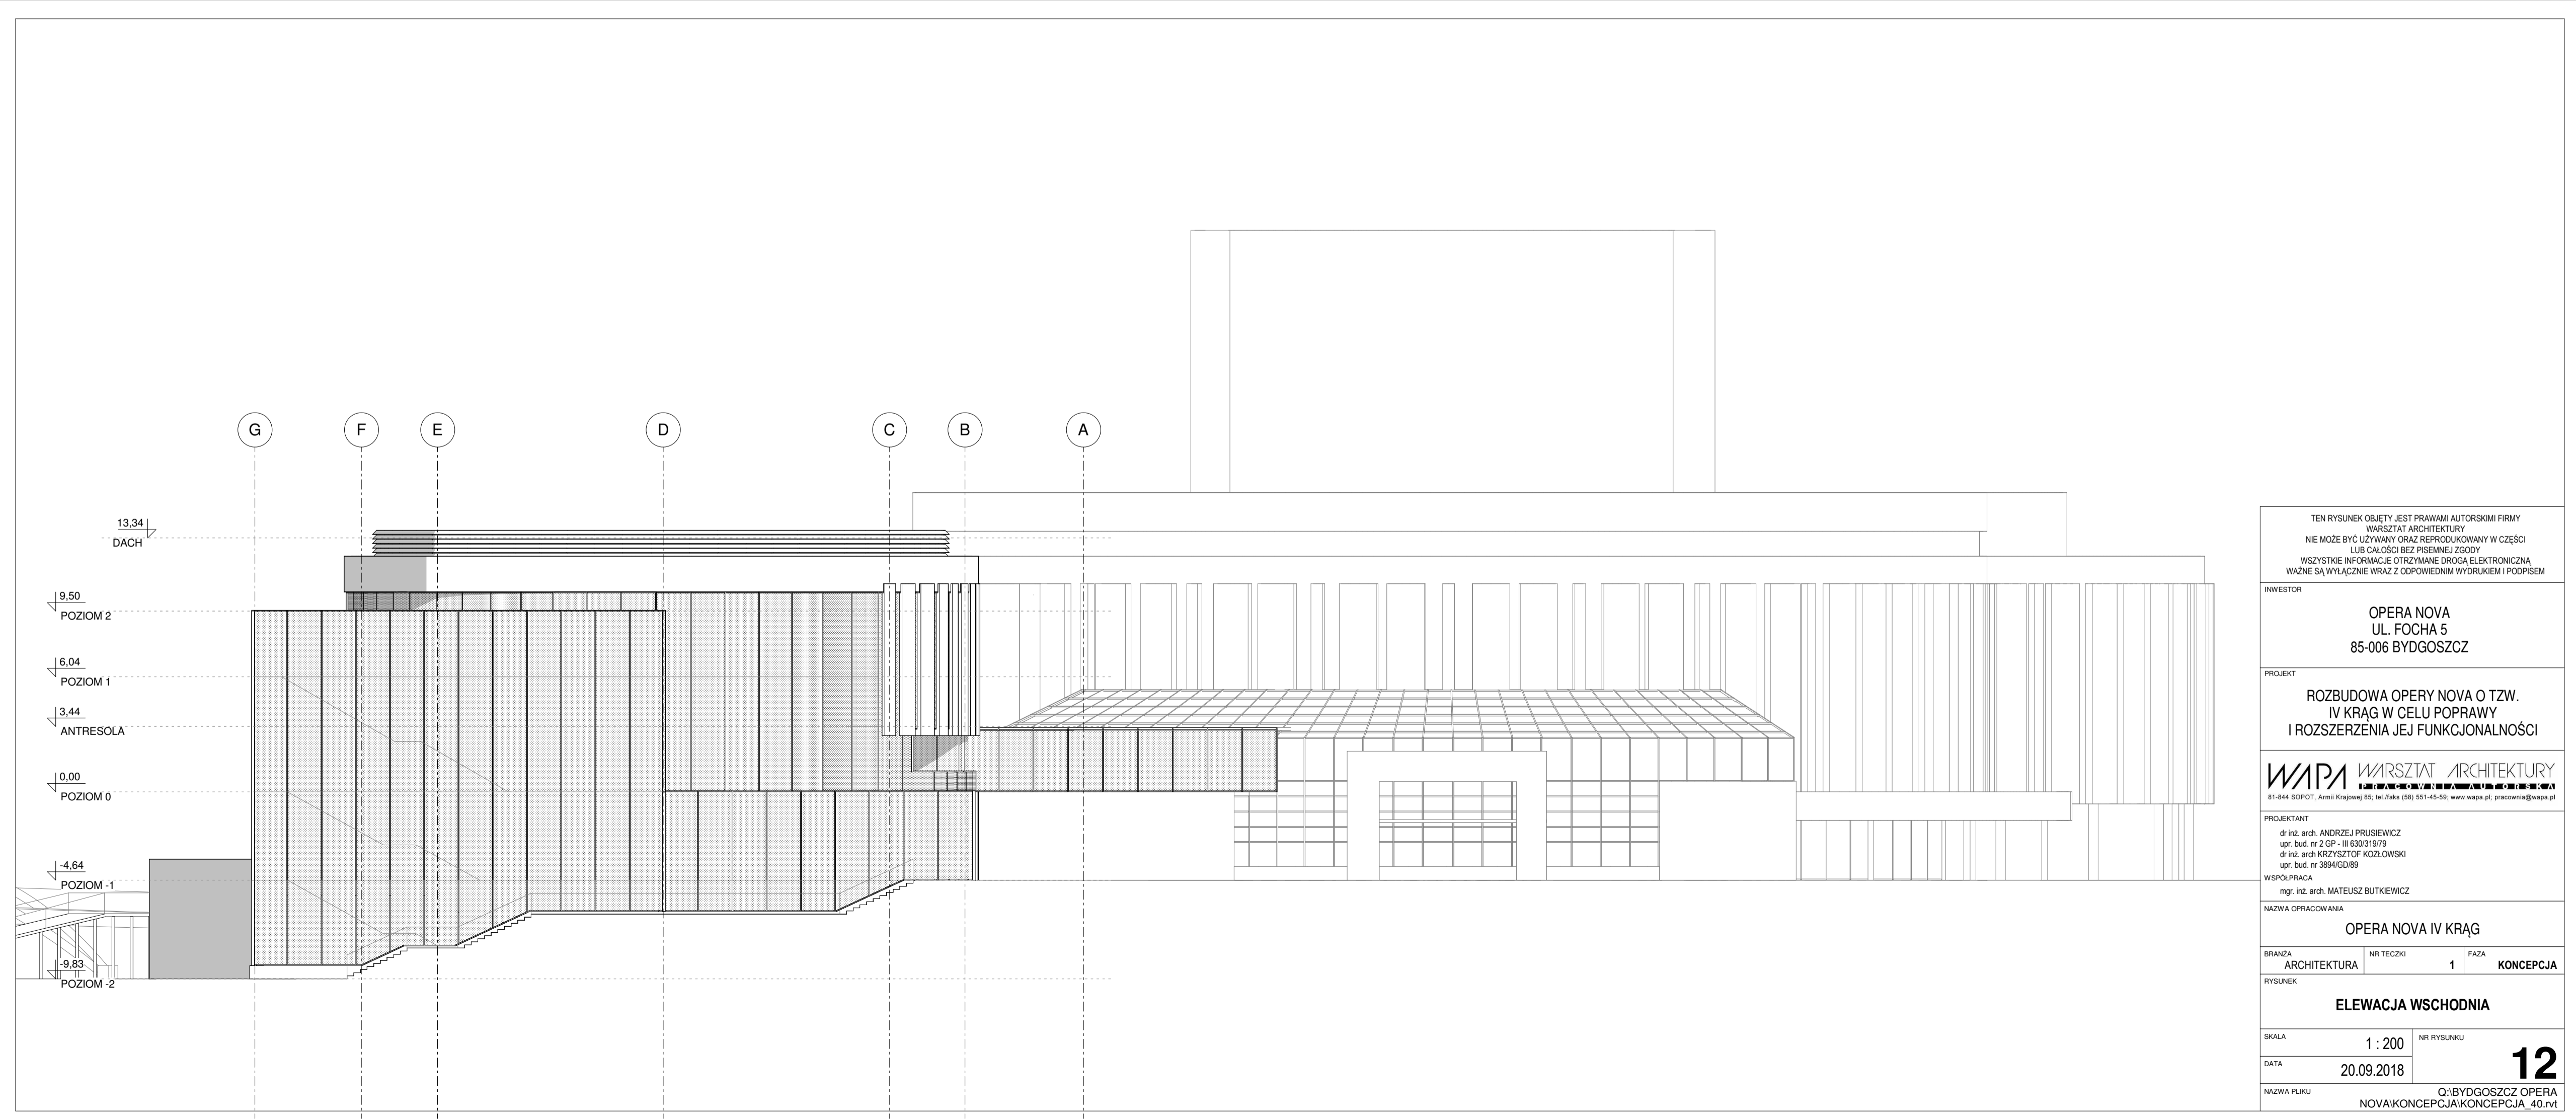 G F E D C B A
13,34
DACH
9,50
POZIOM 2
6,04
POZIOM 1
3,44
ANTRESOLA
0,00
POZIOM 0
-4,64
POZIOM -1
-9,83
POZIOM -2
TEN RYSUNEK OBJĘTY JEST PRAWAMI AUTORSKIMI FIRMY
WARSZTAT ARCHITEKTURY
NIE MOŻE BYĆ UŻYWANY ORAZ REPRODUKOWANY W CZĘŚCI
LUB CAŁOŚCI BEZ PISEMNEJ ZGODY
WSZYSTKIE INFORMACJE OTRZYMANE DROGĄ ELEKTRONICZNĄ
WAŻNE SĄ WYŁĄCZNIE WRAZ Z ODPOWIEDNIM WYDRUKIEM I PODPISEM
INWESTOR
OPERA NOVA
UL. FOCHA 5
85-006 BYDGOSZCZ
PROJEKT
ROZBUDOWA OPERY NOVA O TZW.
IV KRĄG W CELU POPRAWY
I ROZSZERZENIA JEJ FUNKCJONALNOŚCI
WAPA WARSZTAT ARCHITEKTURY
PRACOWNIA AUTORSKA
81-844 SOPOT, Armii Krajowej 85; tel./faks (58) 551-45-59; www.wapa.pl; pracownia@wapa.pl
PROJEKTANT
dr inż. arch. ANDRZEJ PRUSIEWICZ
upr. bud. nr 2 GP - III 630/319/79
dr inż. arch KRZYSZTOF KOZŁOWSKI
upr. bud. nr 3894/GD/89
WSPÓŁPRACA
mgr. inż. arch. MATEUSZ BUTKIEWICZ
NAZWA OPRACOWANIA
OPERA NOVA IV KRĄG
BRANŻA NR TECZKI FAZA
ARCHITEKTURA 1 KONCEPCJA
RYSUNEK
ELEWACJA WSCHODNIA
SKALA NR RYSUNKU
1 : 200
12
DATA
20.09.2018
NAZWA PLIKU
Q:\BYDGOSZCZ OPERA
NOVA\KONCEPCJA\KONCEPCJA_40.rvt